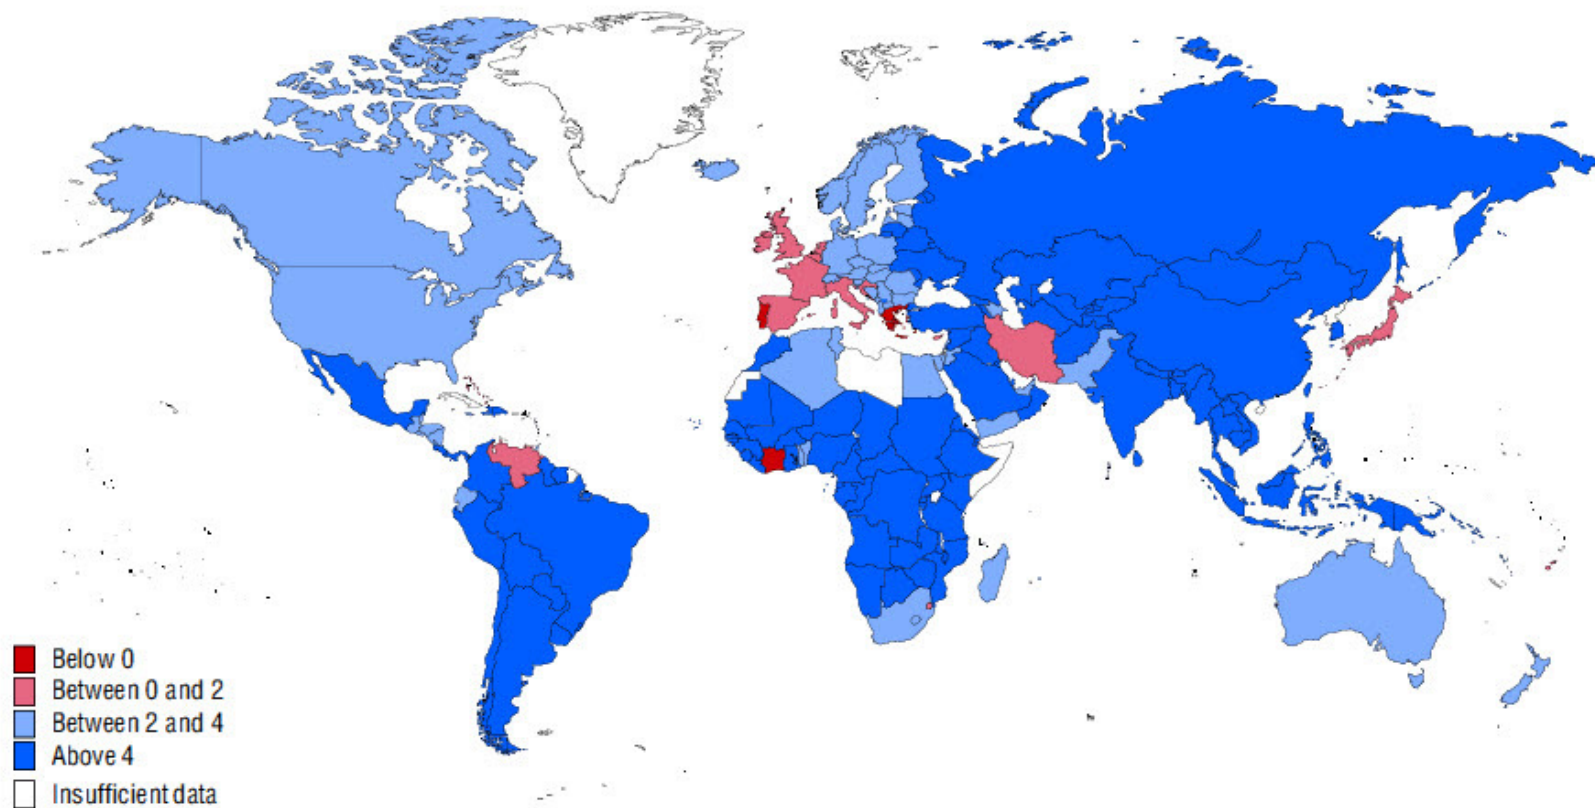 Below 0
Between 0 and 2
Between 2 and 4
Above 4
Insufficient data